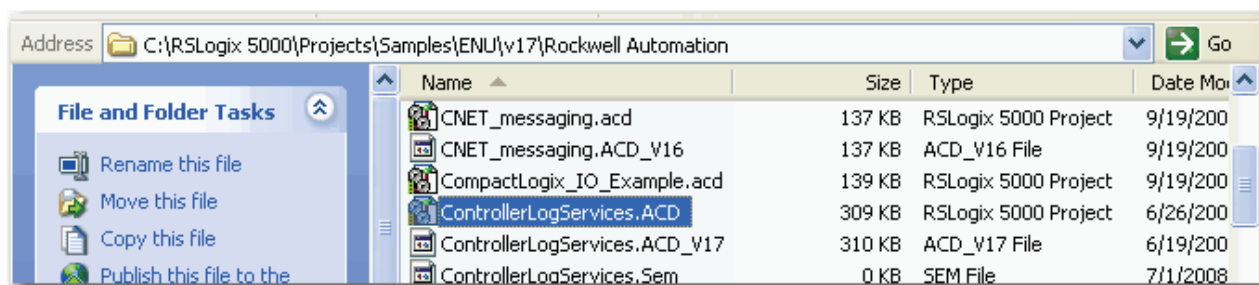 Address C:\RSLogix 5000\Projects\Samples\ENU\v17\Rockwell Automation Go
File and Folder Tasks
Rename this file
Move this file
Copy this file
Publish this file to the
Name Size Type Date Mo
CNET_messaging.acd 137 KB RSLogix 5000 Project 9/19/200
CNET_messaging.ACD_V16 137 KB ACD_V16 File 9/19/200
CompactLogix_IO_Example.acd 139 KB RSLogix 5000 Project 9/19/200
ControllerLogServices.ACD 309 KB RSLogix 5000 Project 6/26/200
ControllerLogServices.ACD_V17 310 KB ACD_V17 File 6/19/200
ControllerLogServices.Sem 0 KB SEM File 7/1/2008